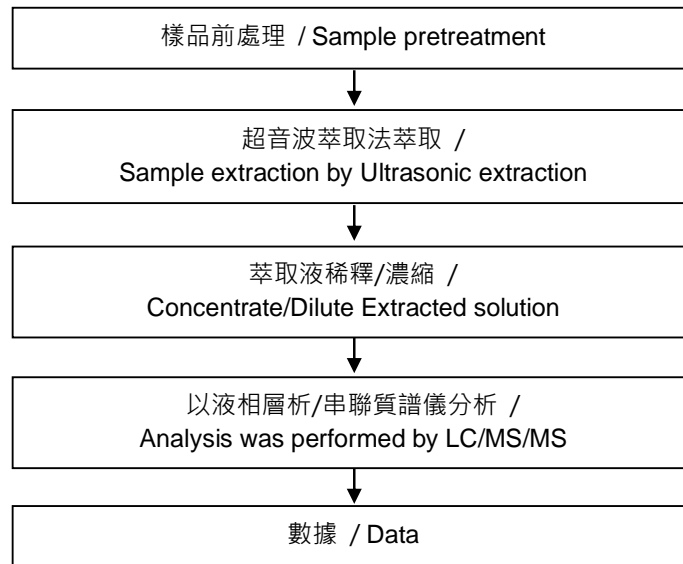 樣品前處理 / Sample pretreatment
超音波萃取法萃取 /
Sample extraction by Ultrasonic extraction
萃取液稀釋/濃縮 /
Concentrate/Dilute Extracted solution
以液相層析/串聯質譜儀分析 /
Analysis was performed by LC/MS/MS
數據 / Data